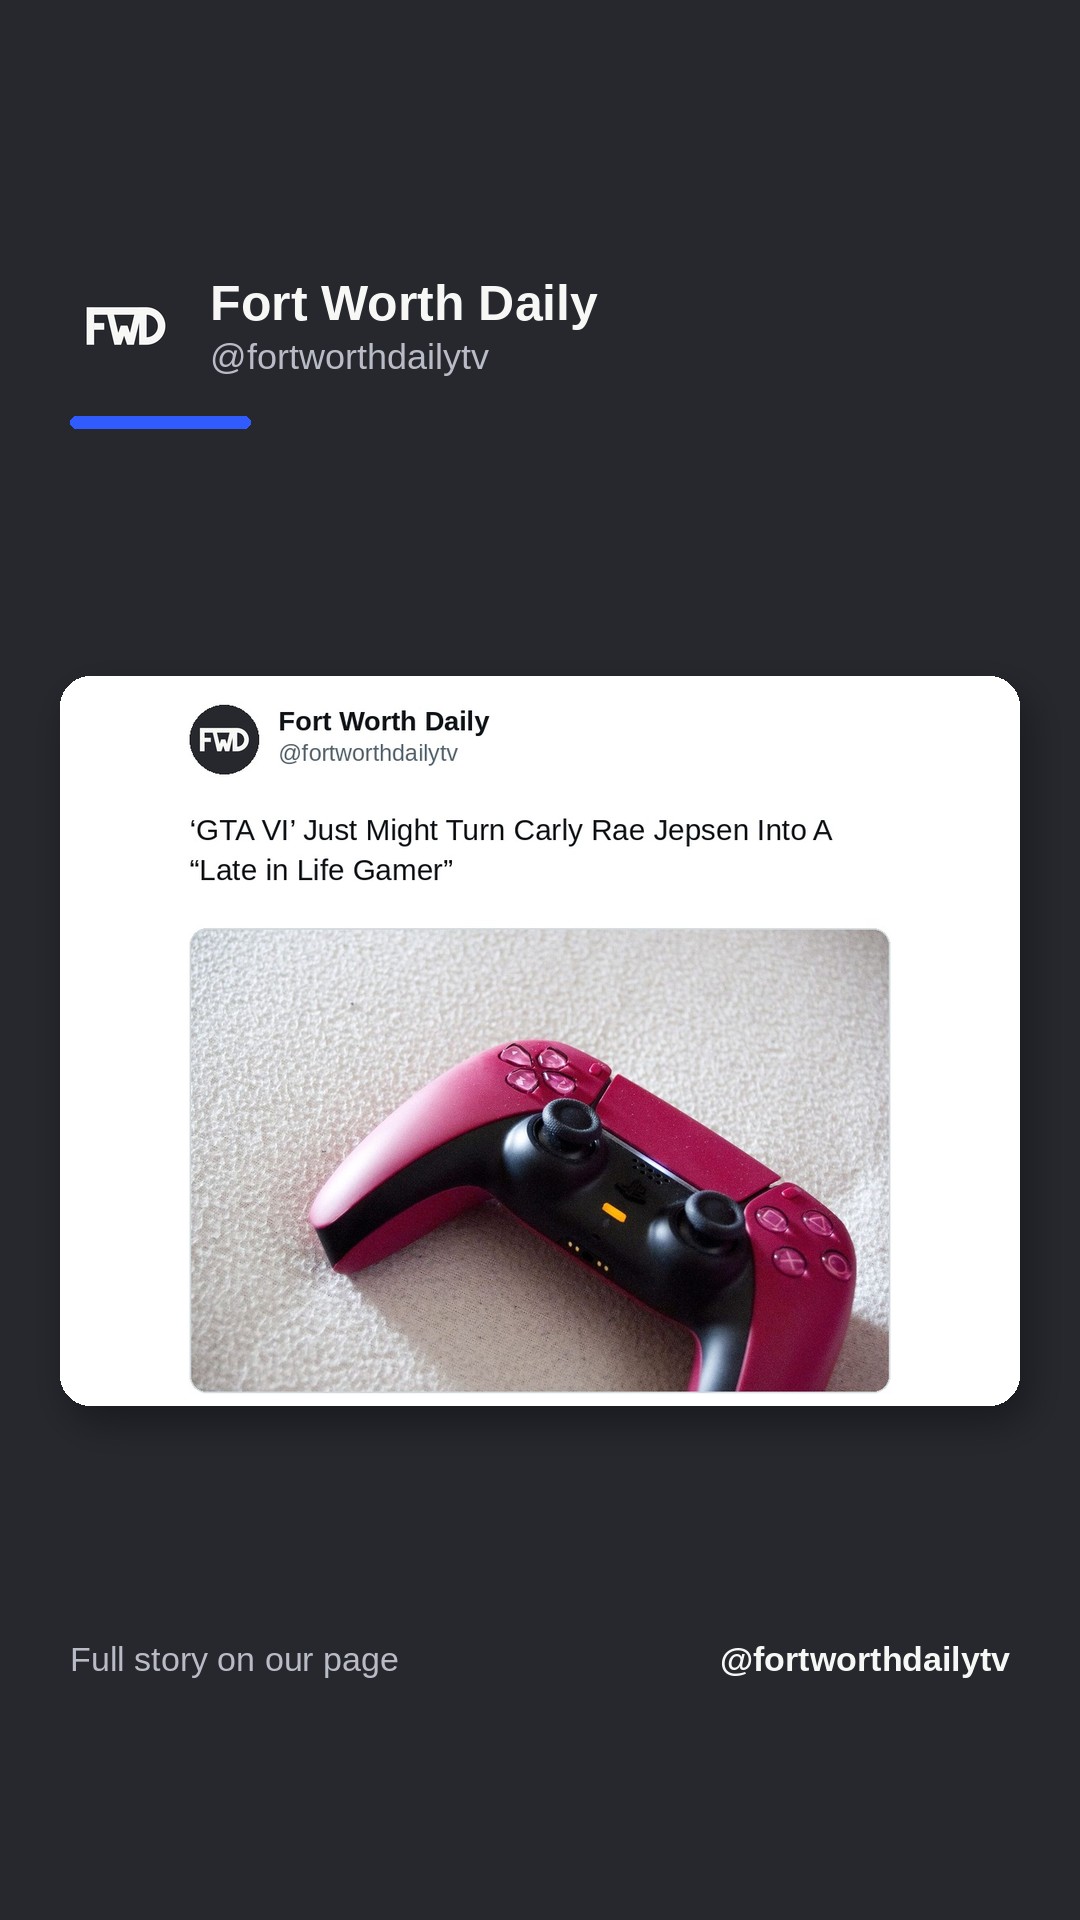 FWD
Fort Worth Daily
@fortworthdailytv
FWD
Fort Worth Daily
@fortworthdailytv
‘GTA VI’ Just Might Turn Carly Rae Jepsen Into A
“Late in Life Gamer”
Full story on our page
@fortworthdailytv